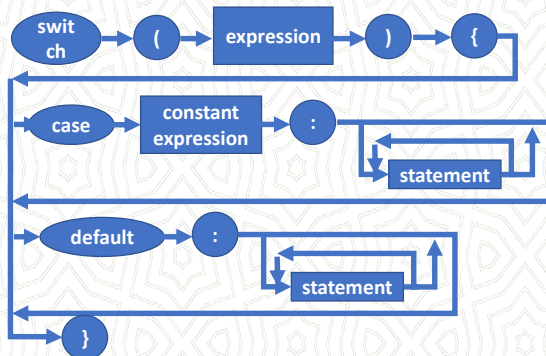 swit
ch
(
expression
)
{
case
constant
expression
:
statement
default
:
statement
}